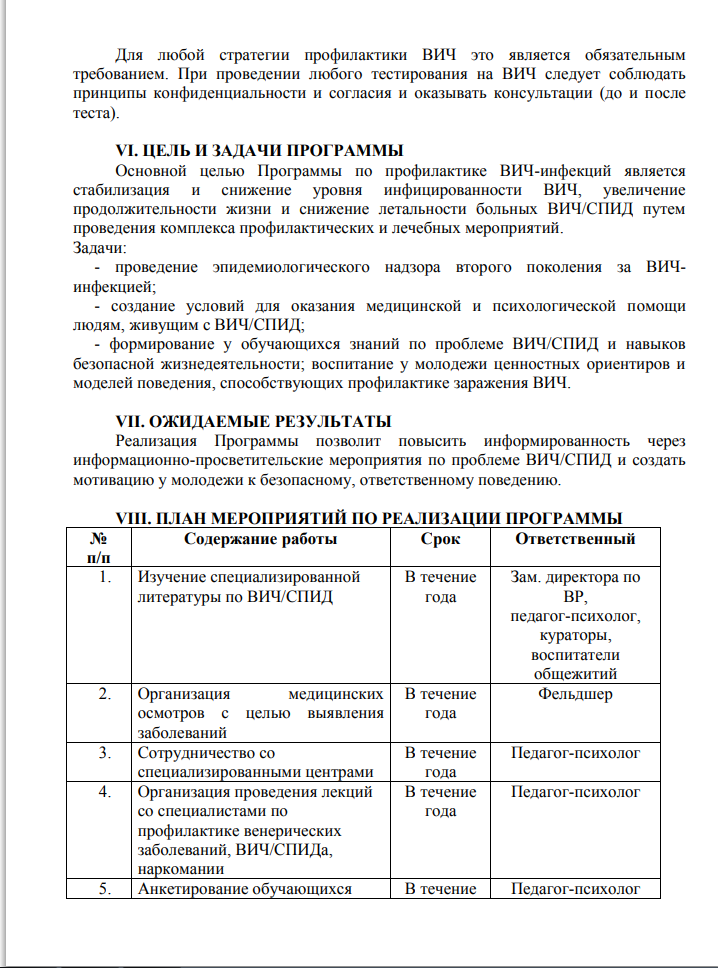 Для любой стратегии профилактики ВИЧ это является обязательным
требованием. При проведении любого тестирования на ВИЧ следует соблюдать
принципы конфиденциальности и согласия и оказывать консультации (до и после
теста).
VI. ЦЕЛЬ И ЗАДАЧИ ПРОГРАММЫ
Основной целью Программы по профилактике ВИЧ-инфекций является
стабилизация и снижение уровня инфицированности ВИЧ, увеличение
продолжительности жизни и снижение летальности больных ВИЧ/СПИД путем
проведения комплекса профилактических и лечебных мероприятий.
Задачи:
- проведение эпидемиологического надзора второго поколения за ВИЧ-
инфекцией;
- создание условий для оказания медицинской и психологической помощи
людям, живущим с ВИЧ/СПИД;
- формирование у обучающихся знаний по проблеме ВИЧ/СПИД и навыков
безопасной жизнедеятельности; воспитание у молодежи ценностных ориентиров и
моделей поведения, способствующих профилактике заражения ВИЧ.
VII. ОЖИДАЕМЫЕ РЕЗУЛЬТАТЫ
Реализация Программы позволит повысить информированность через
информационно-просветительские мероприятия по проблеме ВИЧ/СПИД и создать
мотивацию у молодежи к безопасному, ответственному поведению.
VIII. ПЛАН МЕРОПРИЯТИЙ ПО РЕАЛИЗАЦИИ ПРОГРАММЫ
№ Содержание работы Срок Ответственный
п/п
1. Изучение специализированной В течение Зам. директора по
литературы по ВИЧ/СПИД года ВР,
педагог-психолог,
кураторы,
воспитатели
общежитий
2. Организация медицинских В течение Фельдшер
осмотров с целью выявления года
заболеваний
3. Сотрудничество со В течение Педагог-психолог
специализированными центрами года
4. Организация проведения лекций В течение Педагог-психолог
со специалистами по года
профилактике венерических
заболеваний, ВИЧ/СПИДа,
наркомании
5. Анкетирование обучающихся В течение Педагог-психолог